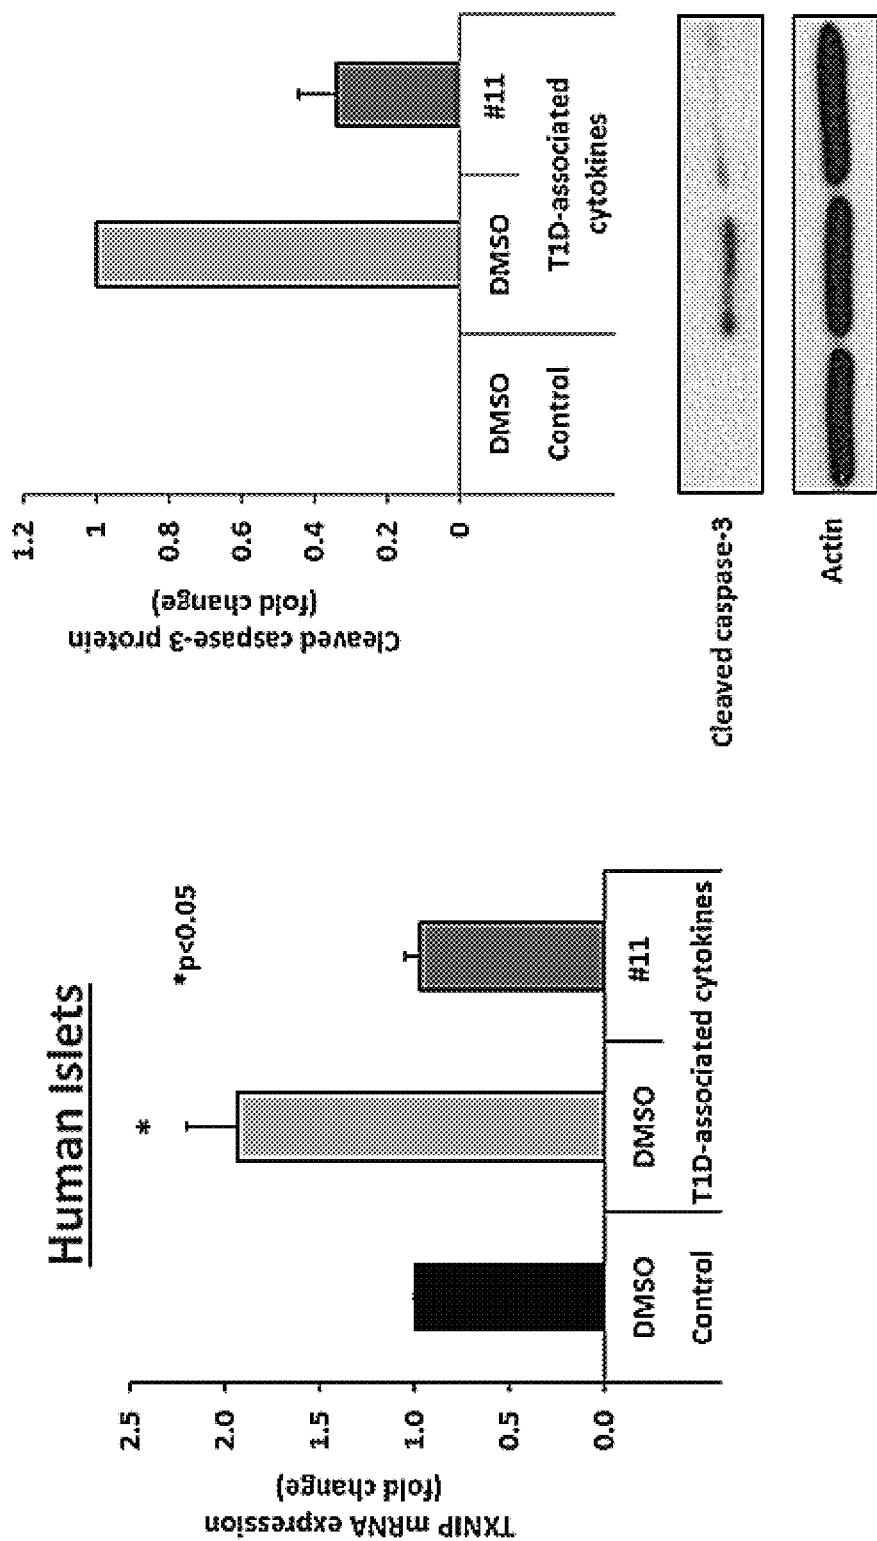 Human islets
TXNIP mRNA expression
(fold change)
2.5
2.0
1.5
1.0
0.5
0.0
*
*p<0.05
DMSO
DMSO
#11
Control
T1D-associated cytokines
Cleaved caspase-3 protein
(fold change)
1.2
1
0.8
0.6
0.4
0.2
0
DMSO
DMSO
#11
Control
T1D-associated
cytokines
Cleaved caspase-3
Actin